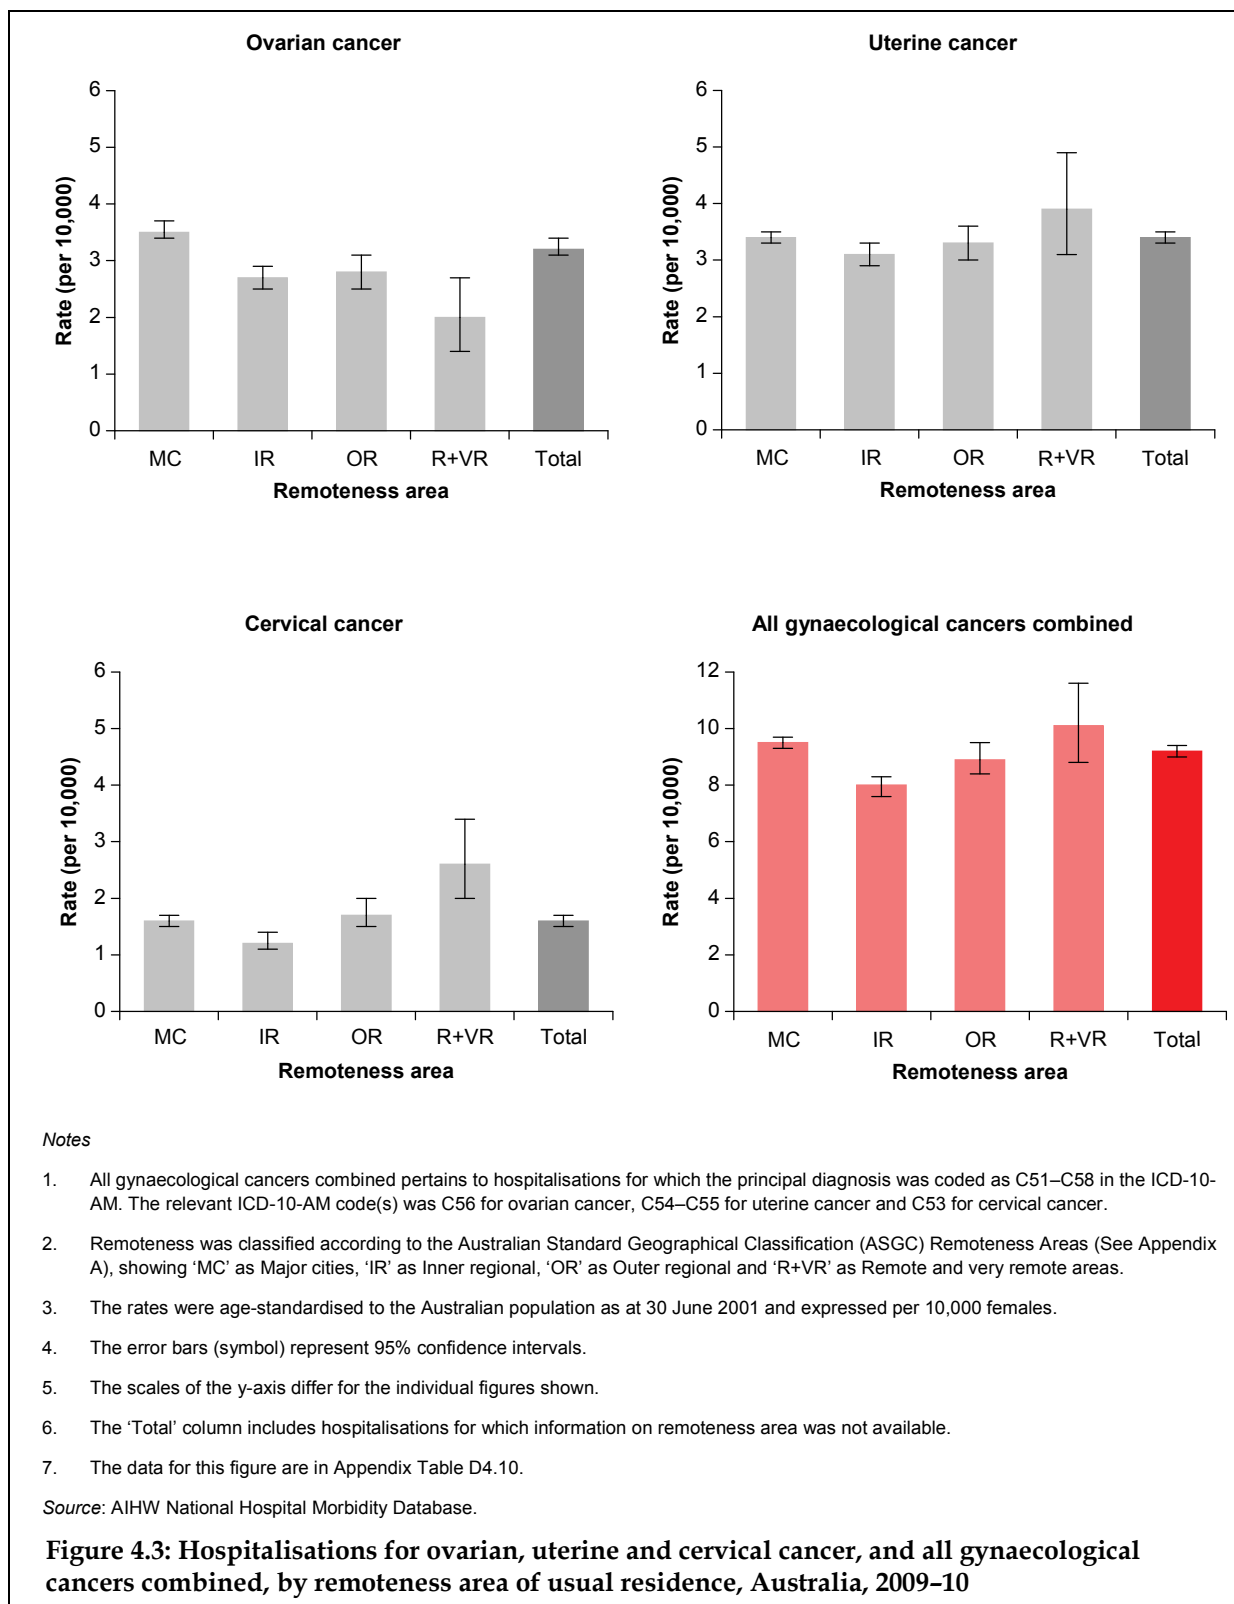 Ovarian cancer
6
5
4
3
2
1
0
Rate (per 10,000)
MC IR OR R+VR Total
Remoteness area
Uterine cancer
6
5
4
3
2
1
0
Rate (per 10,000)
MC IR OR R+VR Total
Remoteness area
Cervical cancer
6
5
4
3
2
1
0
Rate (per 10,000)
MC IR OR R+VR Total
Remoteness area
All gynaecological cancers combined
12
10
8
6
4
2
0
Rate (per 10,000)
MC IR OR R+VR Total
Remoteness area
Notes
1. All gynaecological cancers combined pertains to hospitalisations for which the principal diagnosis was coded as C51–C58 in the ICD-10-
AM. The relevant ICD-10-AM code(s) was C56 for ovarian cancer, C54–C55 for uterine cancer and C53 for cervical cancer.
2. Remoteness was classified according to the Australian Standard Geographical Classification (ASGC) Remoteness Areas (See Appendix
A), showing ‘MC’ as Major cities, ‘IR’ as Inner regional, ‘OR’ as Outer regional and ‘R+VR’ as Remote and very remote areas.
3. The rates were age-standardised to the Australian population as at 30 June 2001 and expressed per 10,000 females.
4. The error bars (symbol) represent 95% confidence intervals.
5. The scales of the y-axis differ for the individual figures shown.
6. The ‘Total’ column includes hospitalisations for which information on remoteness area was not available.
7. The data for this figure are in Appendix Table D4.10.
Source: AIHW National Hospital Morbidity Database.
Figure 4.3: Hospitalisations for ovarian, uterine and cervical cancer, and all gynaecological
cancers combined, by remoteness area of usual residence, Australia, 2009–10